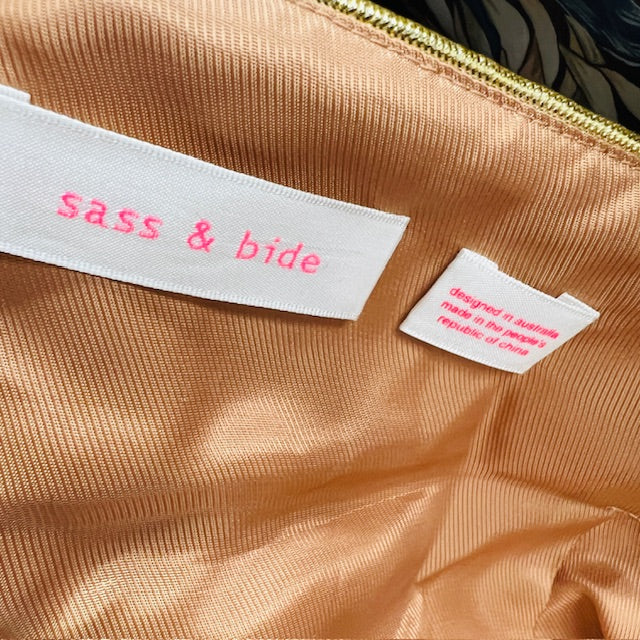 sass & bide
designed in australia
made in the people's
republic of china